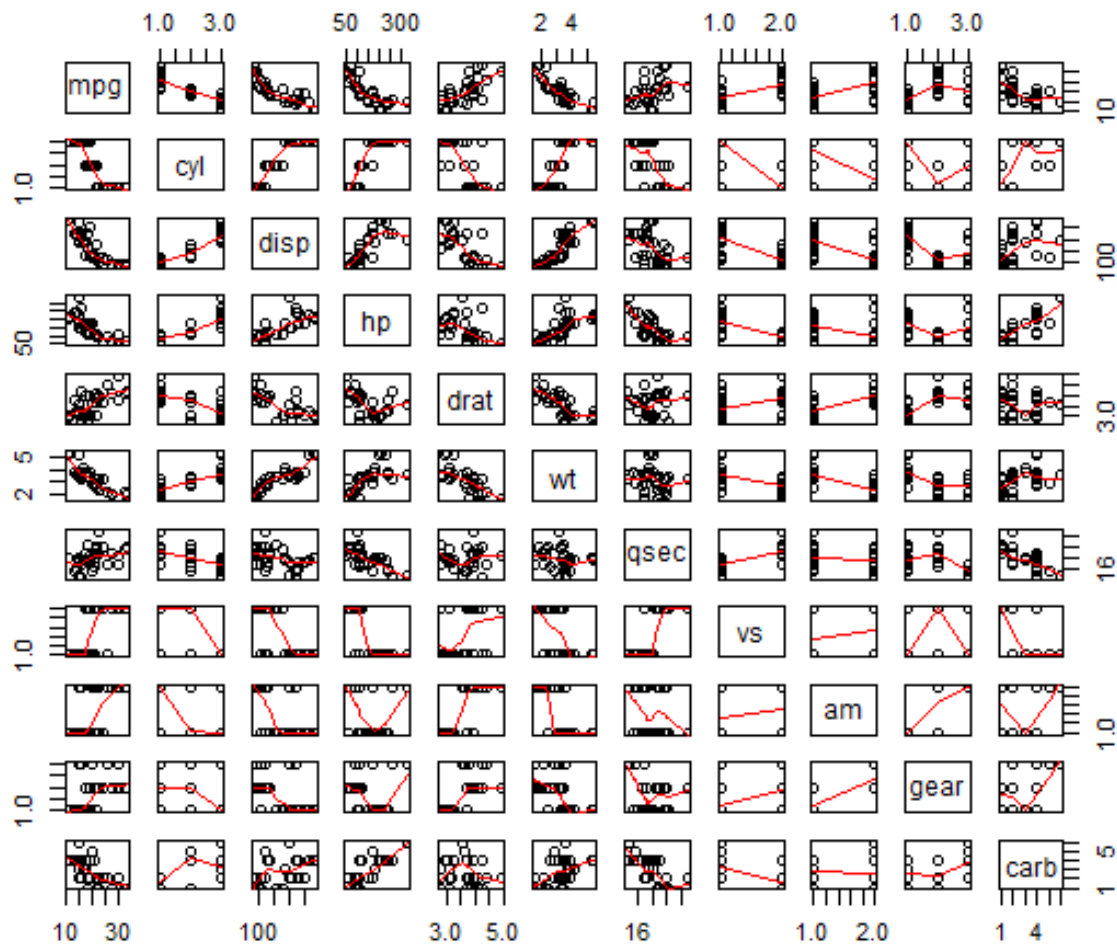 1.0 3.0 50 300 2 4 1.0 2.0 1.0 3.0
mpg 10
1.0 cyl
disp 100
50 hp
drat 3.0
2 5 wt
qsec 16
1.0 vs
am 1.0
1.0 gear
carb 1 5
10 30 100 3.0 5.0 16 1.0 2.0 1 4